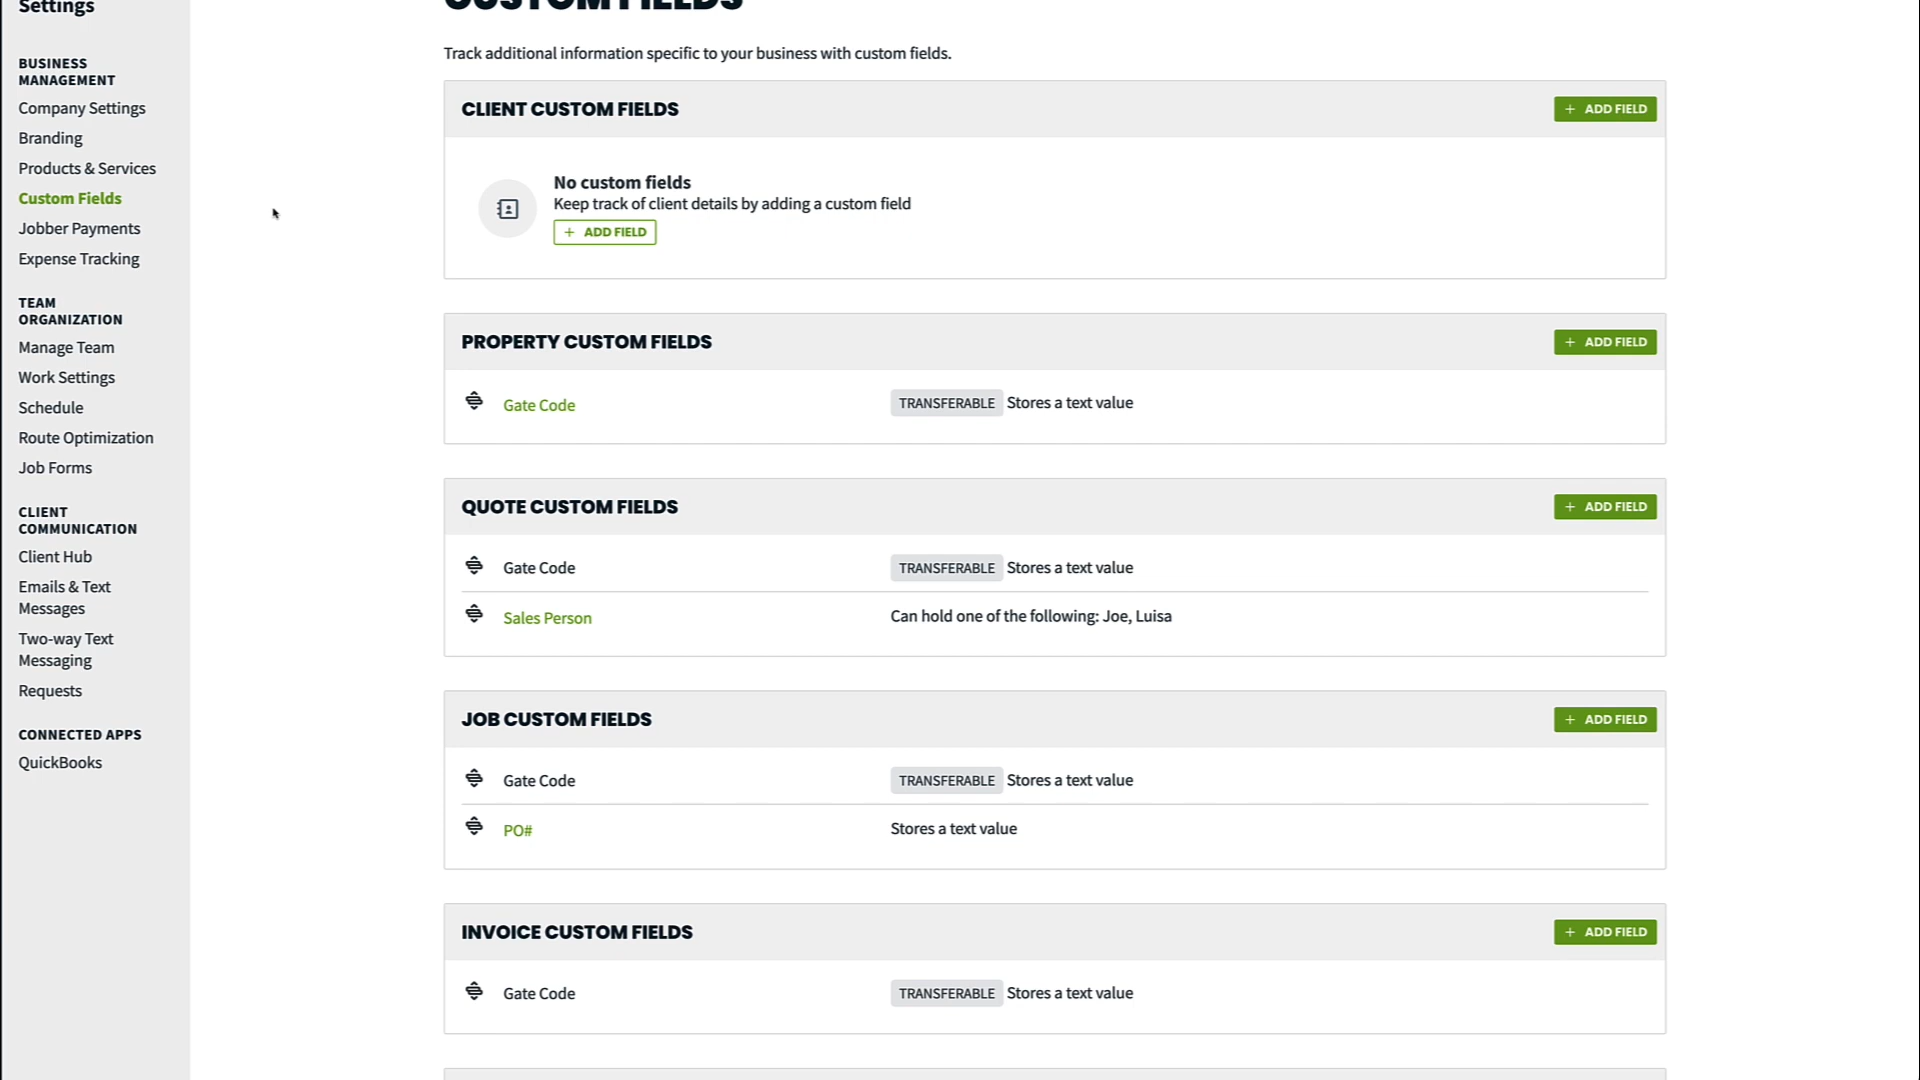 Settings
BUSINESS
MANAGEMENT
Company Settings
Branding
Products & Services
Custom Fields
Jobber Payments
Expense Tracking
TEAM
ORGANIZATION
Manage Team
Work Settings
Schedule
Route Optimization
Job Forms
CLIENT
COMMUNICATION
Client Hub
Emails & Text
Messages
Two-way Text
Messaging
Requests
CONNECTED APPS
QuickBooks
CUSTOM FIELDS
Track additional information specific to your business with custom fields.
CLIENT CUSTOM FIELDS
+ ADD FIELD
No custom fields
Keep track of client details by adding a custom field
+ ADD FIELD
PROPERTY CUSTOM FIELDS
+ ADD FIELD
Gate Code
TRANSFERABLE Stores a text value
QUOTE CUSTOM FIELDS
+ ADD FIELD
Gate Code
TRANSFERABLE Stores a text value
Sales Person
Can hold one of the following: Joe, Luisa
JOB CUSTOM FIELDS
+ ADD FIELD
Gate Code
TRANSFERABLE Stores a text value
PO#
Stores a text value
INVOICE CUSTOM FIELDS
+ ADD FIELD
Gate Code
TRANSFERABLE Stores a text value